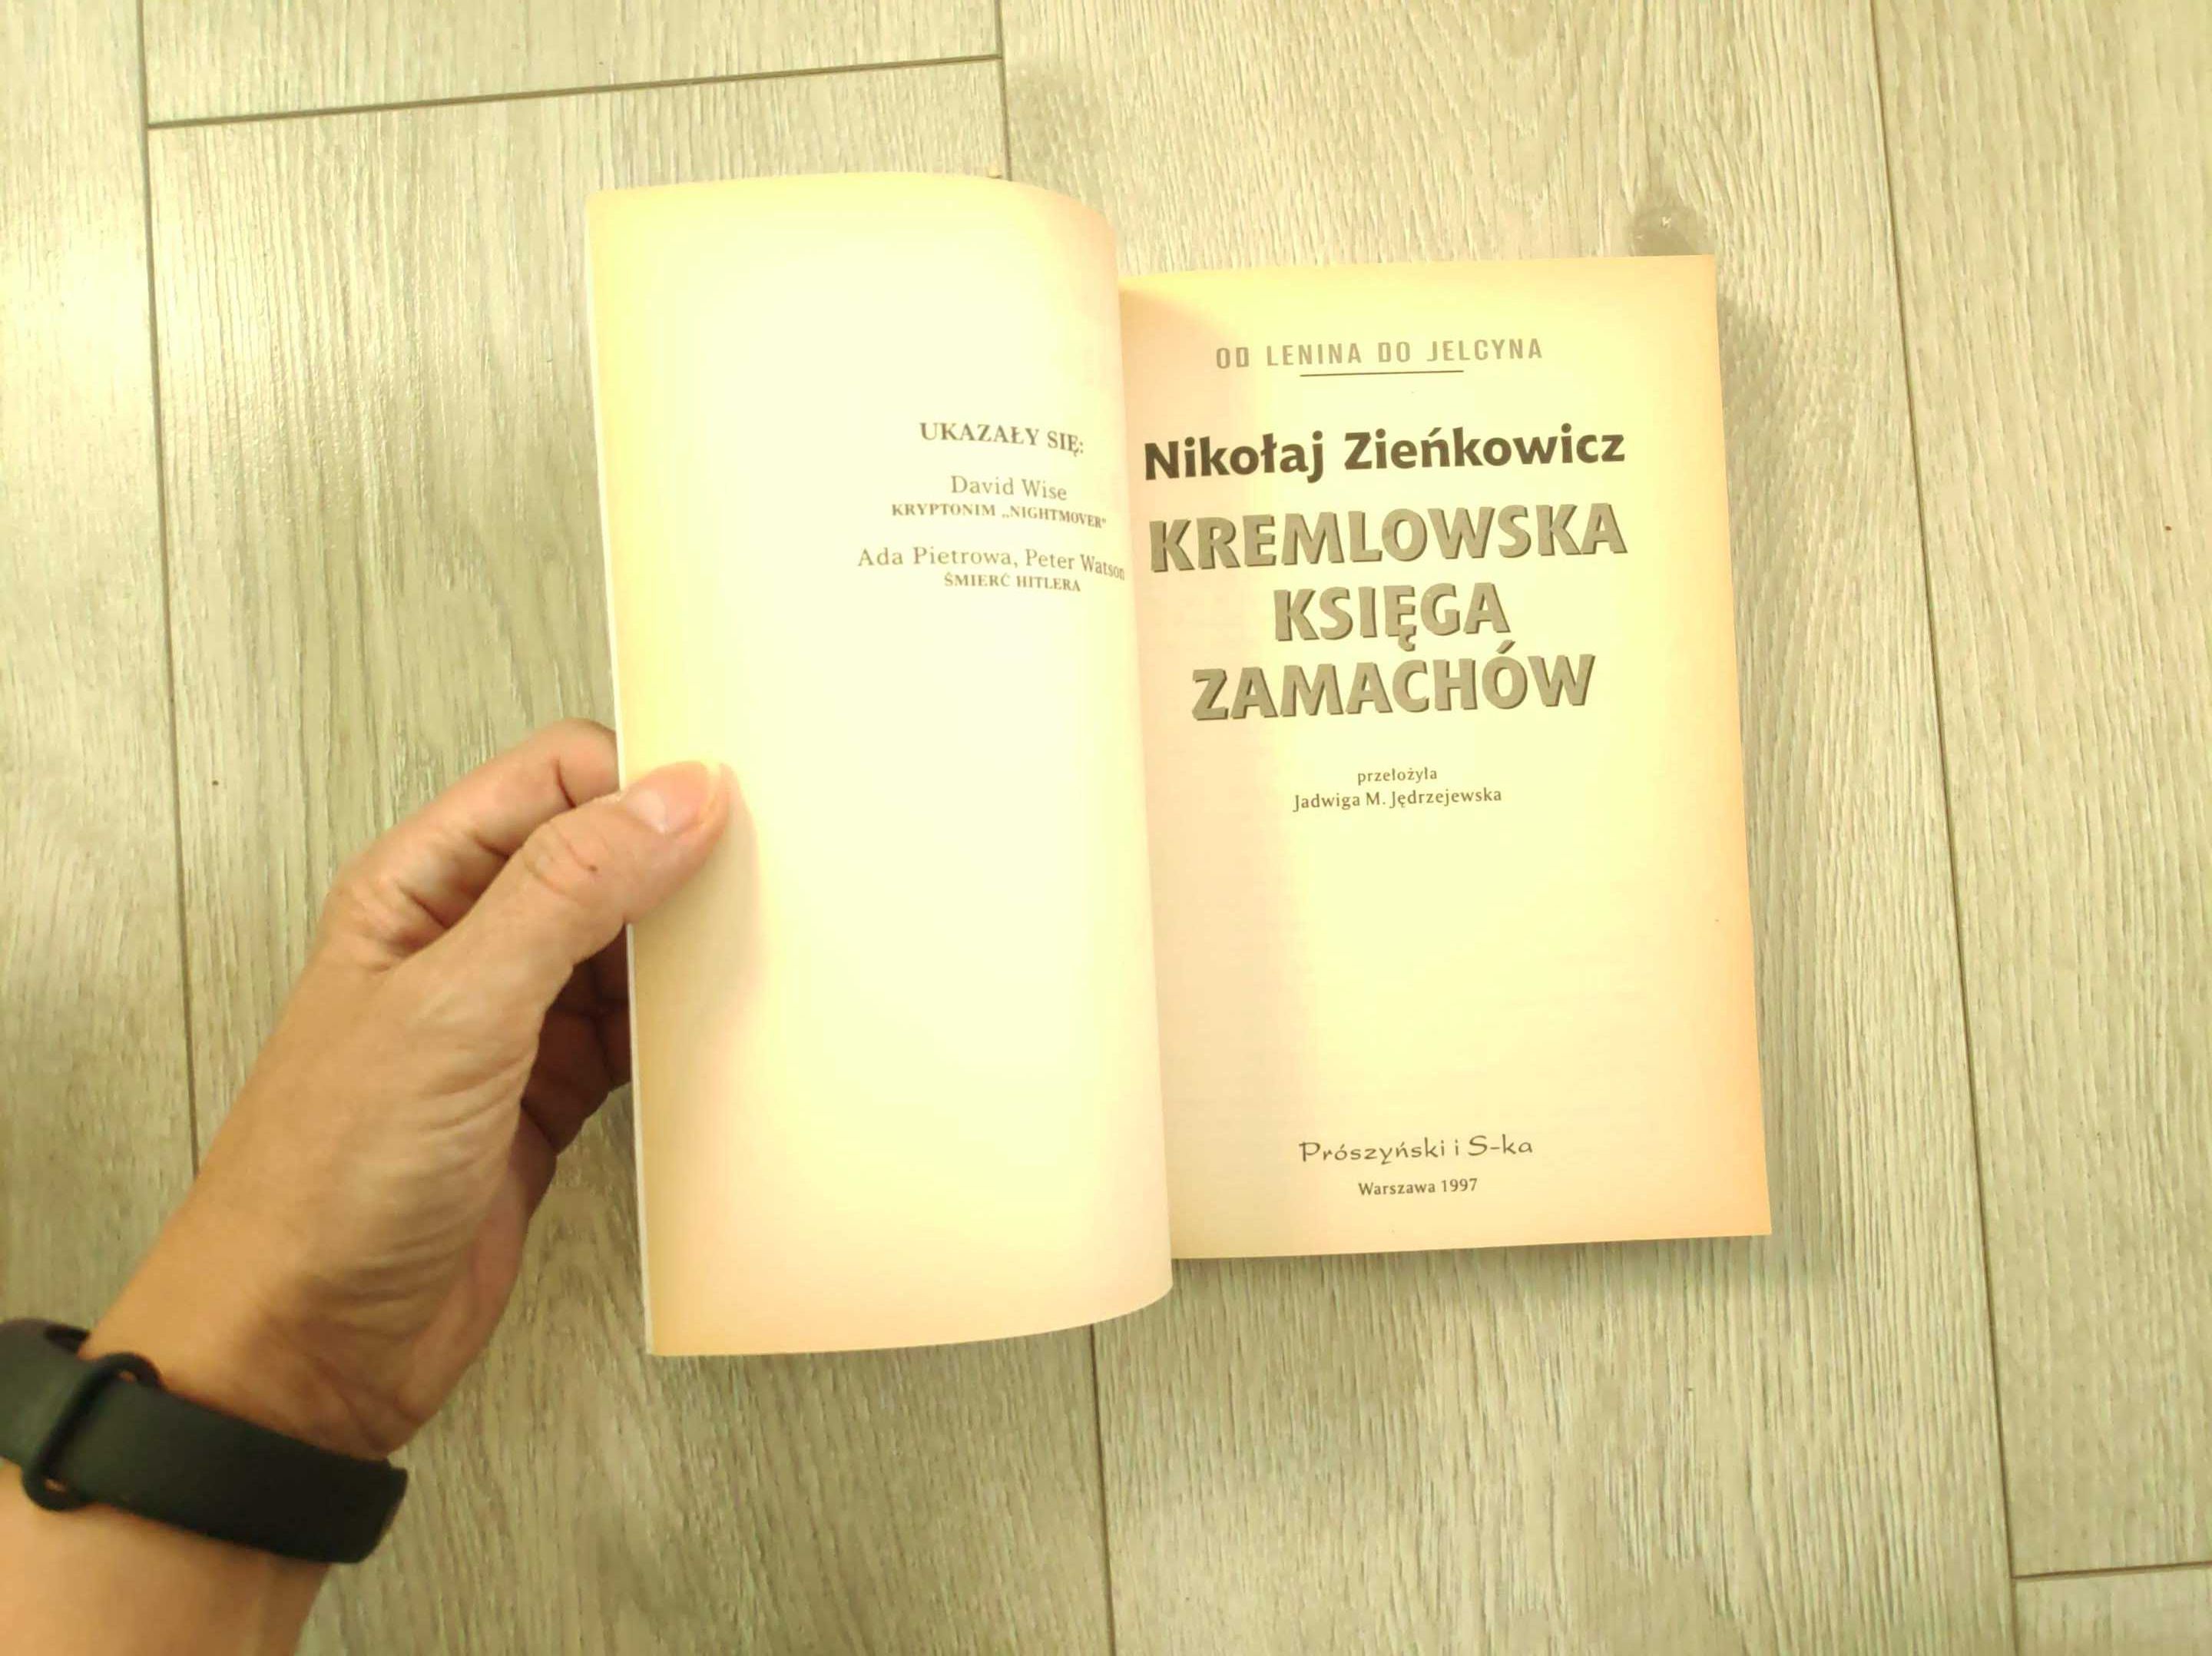 UKAZAŁY SIĘ:
David Wise
KRYPTONIM „NIGHTMOVER”
Ada Pietrowa, Peter Watson
ŚMIERĆ HITLERA
OD LENINA DO JELCYNA
Nikołaj Zieńkowicz
KREMLOWSKA
KSIĘGA
ZAMACHÓW
przełożyła
Jadwiga M. Jędrzejewska
Prószyński i S-ka
Warszawa 1997